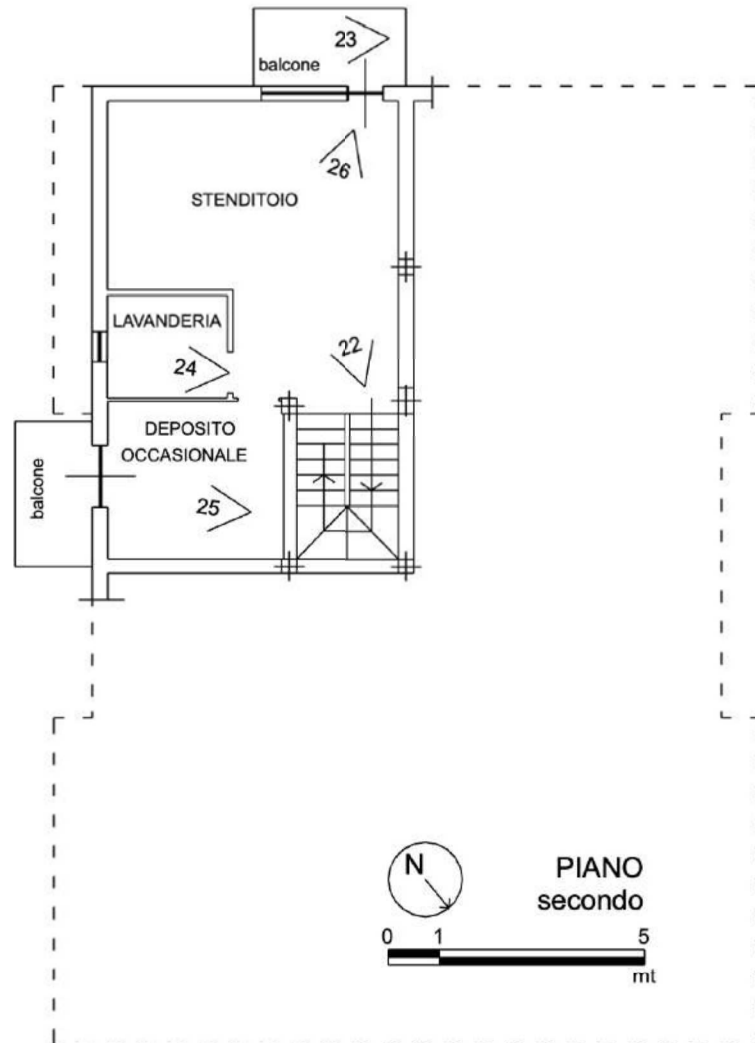 23
balcone
26
STENDITOIO
LAVANDERIA
22
24
DEPOSITO
OCCASIONALE
balcone
25
N
PIANO
secondo
0 1 5
mt